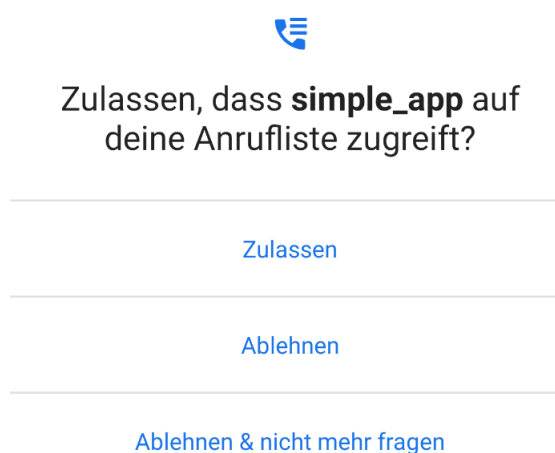 Zulassen, dass simple_app auf
deine Anrufliste zugreift?
Zulassen
Ablehnen
Ablehnen & nicht mehr fragen